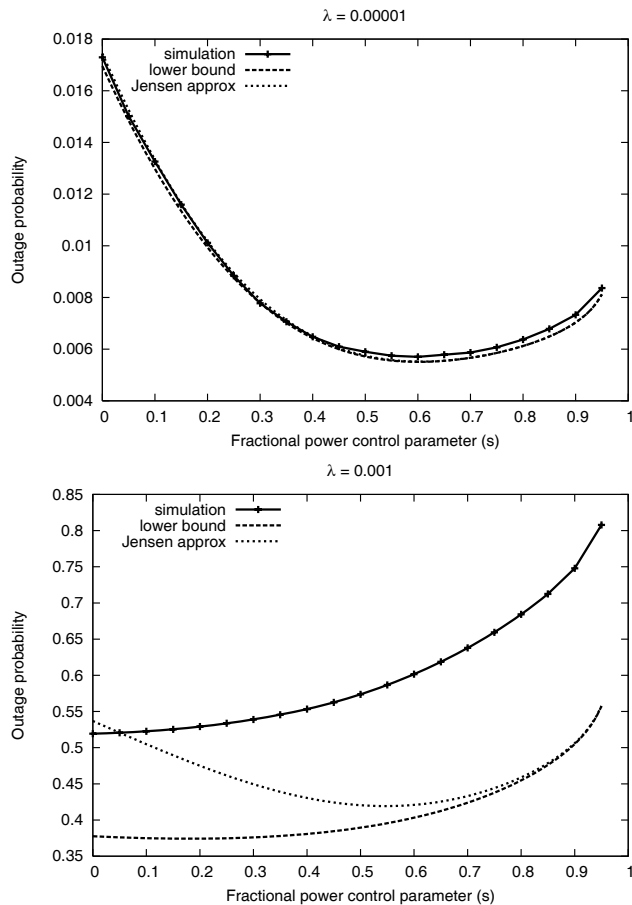 λ = 0.00001
0.018
0.016
0.014
0.012
0.01
0.008
0.006
0.004
Outage probability
simulation
lower bound
Jensen approx
0 0.1 0.2 0.3 0.4 0.5 0.6 0.7 0.8 0.9 1
Fractional power control parameter (s)
λ = 0.001
0.85
0.8
0.75
0.7
0.65
0.6
0.55
0.5
0.45
0.4
0.35
Outage probability
simulation
lower bound
Jensen approx
0 0.1 0.2 0.3 0.4 0.5 0.6 0.7 0.8 0.9 1
Fractional power control parameter (s)